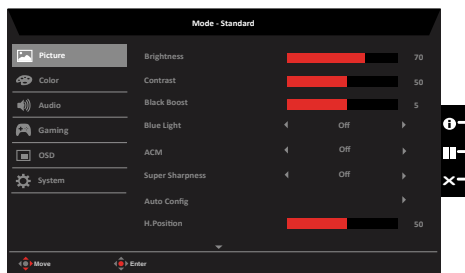 Mode - Standard
Picture
Color
Audio
Gaming
OSD
System
Brightness 70
Contrast 50
Black Boost 5
Blue Light Off
ACM Off
Super Sharpness Off
Auto Config
H.Position 50
Move Enter